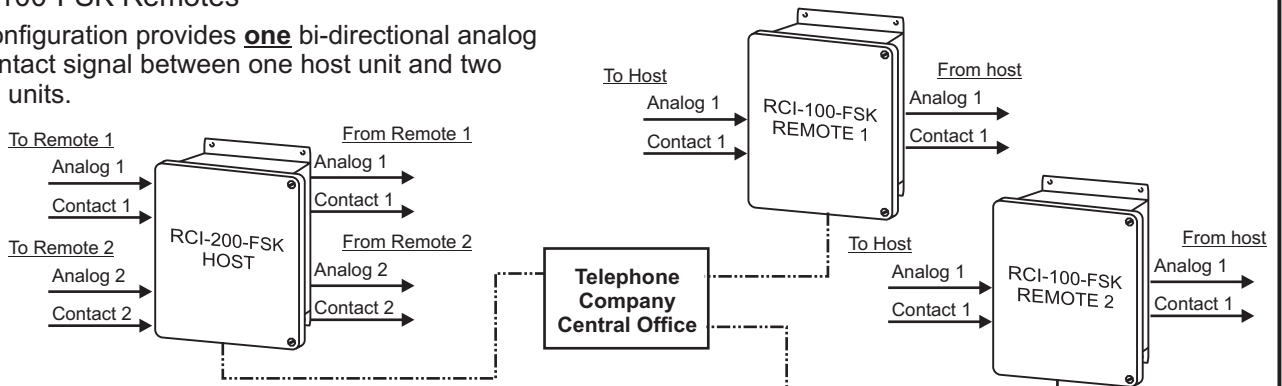 100 FSK Remotes
onfiguration provides one bi-directional analog
ntact signal between one host unit and two
units.
To Remote 1
Analog 1
Contact 1
To Remote 2
Analog 2
Contact 2
RCI-200-FSK
HOST
From Remote 1
Analog 1
Contact 1
From Remote 2
Analog 2
Contact 2
Telephone
Company
Central Office
To Host
Analog 1
Contact 1
RCI-100-FSK
REMOTE 1
From host
Analog 1
Contact 1
To Host
Analog 1
Contact 1
RCI-100-FSK
REMOTE 2
From host
Analog 1
Contact 1